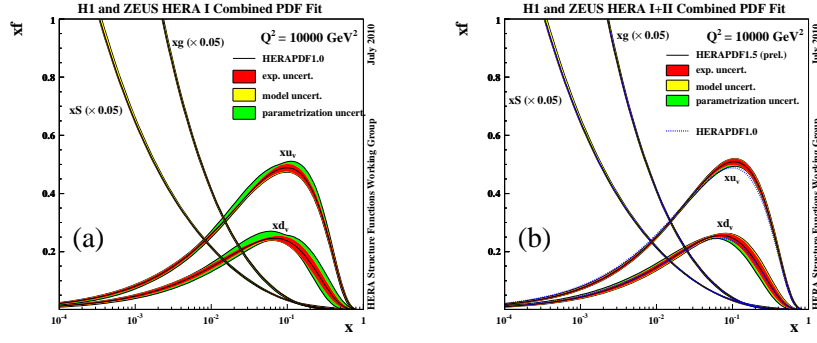 H1 and ZEUS HERA I Combined PDF Fit
xf
1
0.8
0.6
0.4
0.2
10⁻⁴
10⁻³
10⁻²
10⁻¹
1
x
xg (× 0.05)
xS (× 0.05)
Q² = 10000 GeV²
HERAPDF1.0
exp. uncert.
model uncert.
parametrization uncert.
xuᵥ
xdᵥ
(a)
HERA Structure Functions Working Group
July 2010
H1 and ZEUS HERA I+II Combined PDF Fit
xf
1
0.8
0.6
0.4
0.2
10⁻⁴
10⁻³
10⁻²
10⁻¹
1
x
xg (× 0.05)
xS (× 0.05)
Q² = 10000 GeV²
HERAPDF1.5 (prel.)
exp. uncert.
model uncert.
parametrization uncert.
HERAPDF1.0
xuᵥ
xdᵥ
(b)
HERA Structure Functions Working Group
July 2010